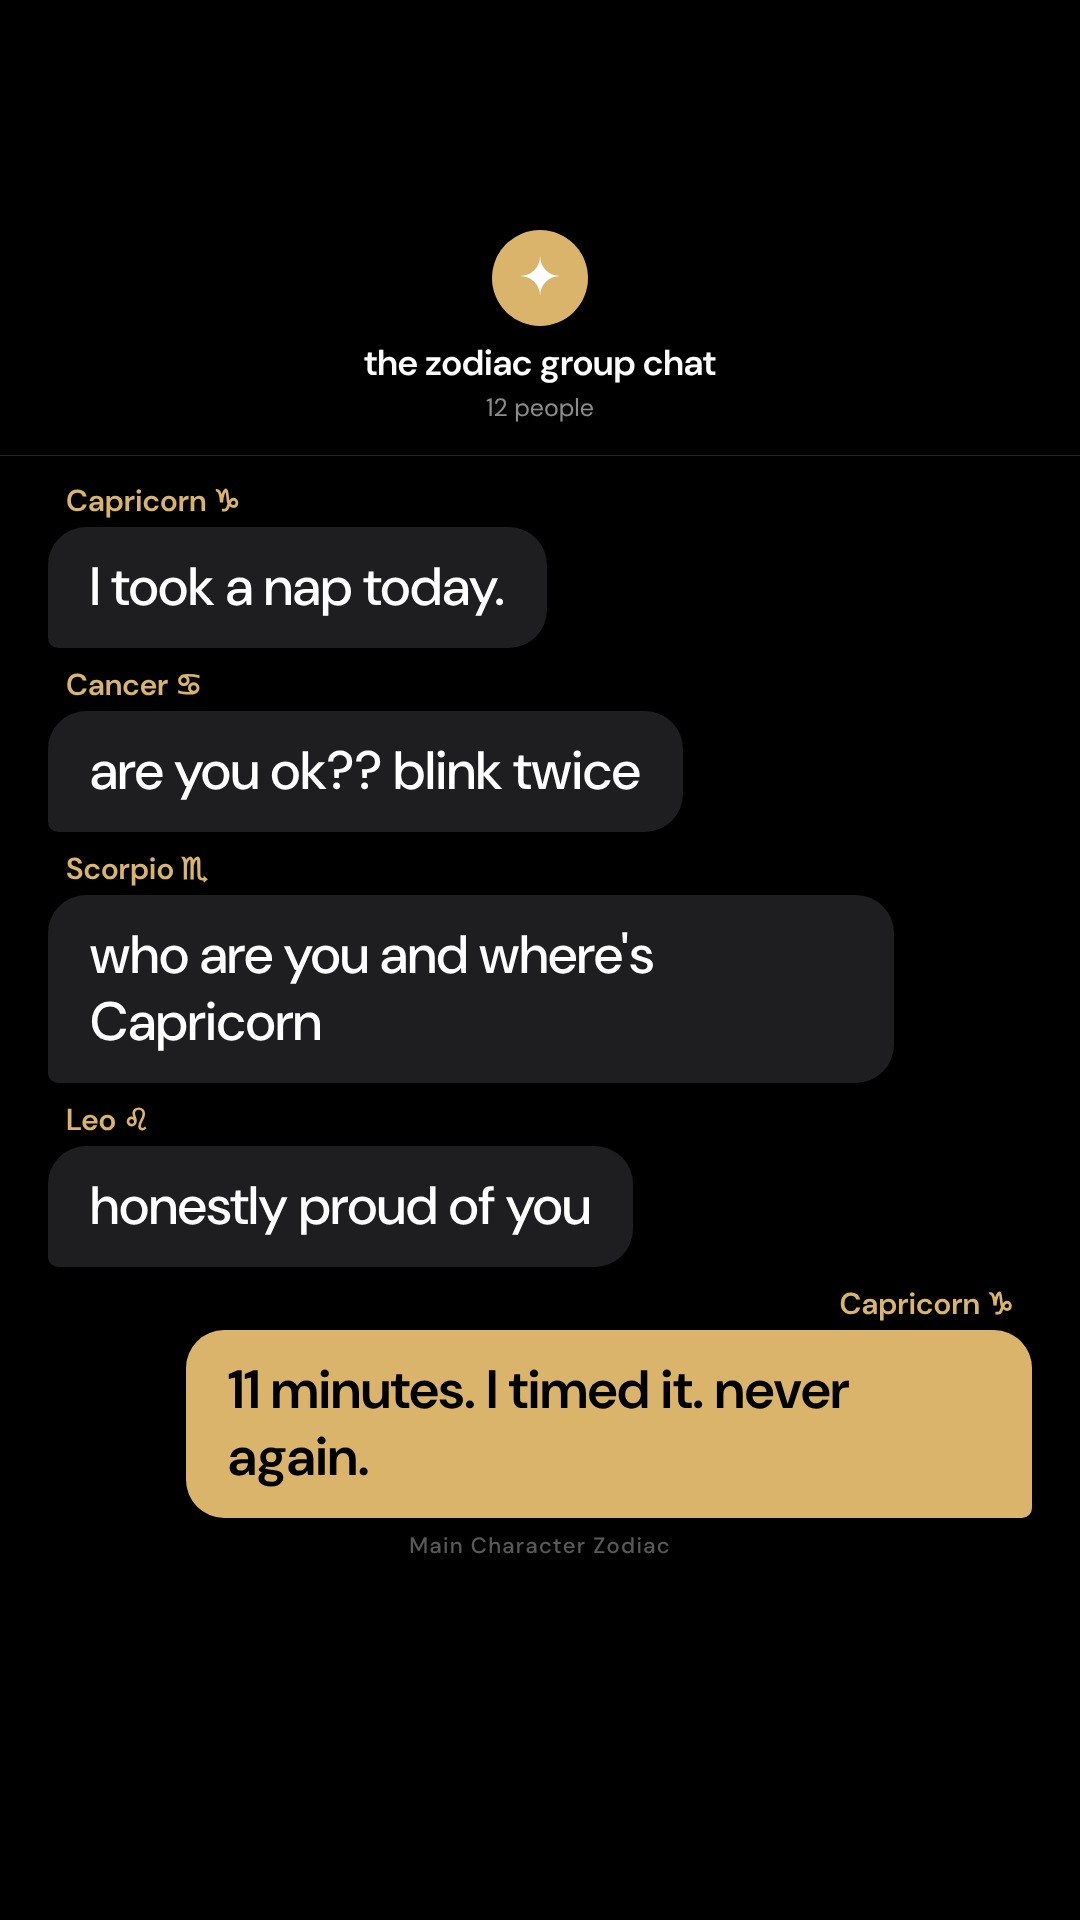 the zodiac group chat
12 people
Capricorn ♑
I took a nap today.
Cancer ♋
are you ok?? blink twice
Scorpio ♏
who are you and where's
Capricorn
Leo ♌
honestly proud of you
Capricorn ♑
11 minutes. I timed it. never
again.
Main Character Zodiac